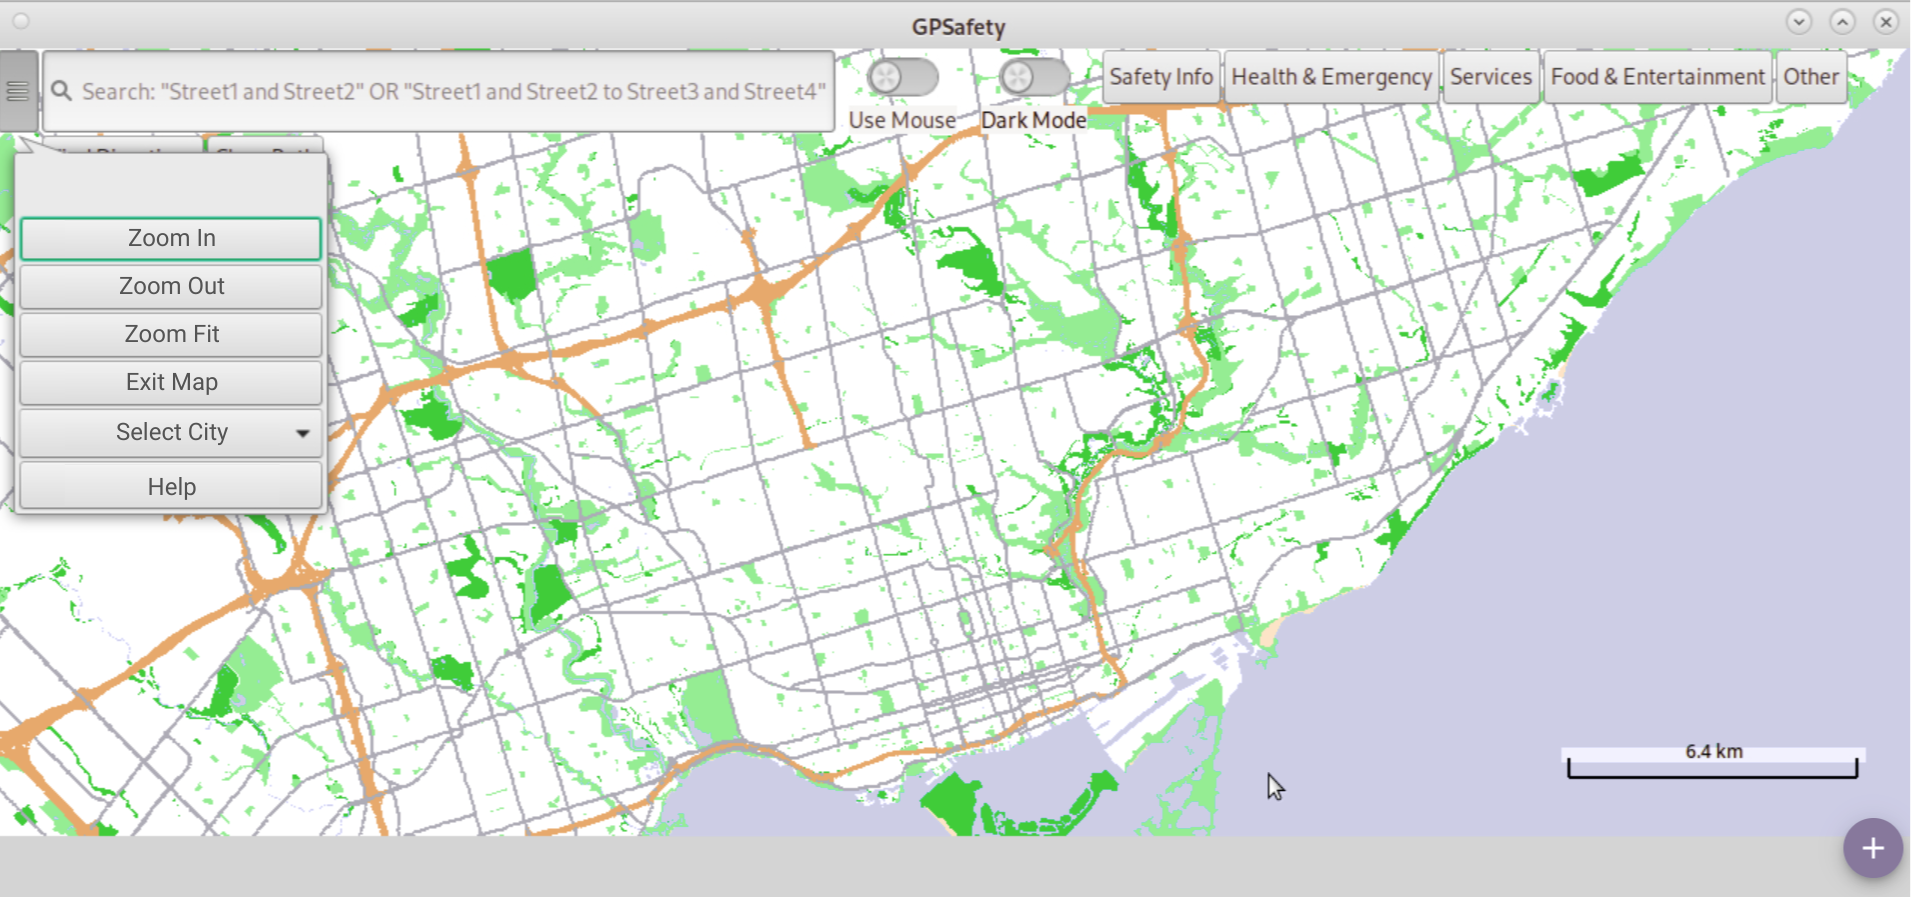 GPSafety
Search: "Street1 and Street2" OR "Street1 and Street2 to Street3 and Street4"
Use Mouse
Dark Mode
Safety Info
Health & Emergency
Services
Food & Entertainment
Other
Zoom In
Zoom Out
Zoom Fit
Exit Map
Select City
Help
6.4 km